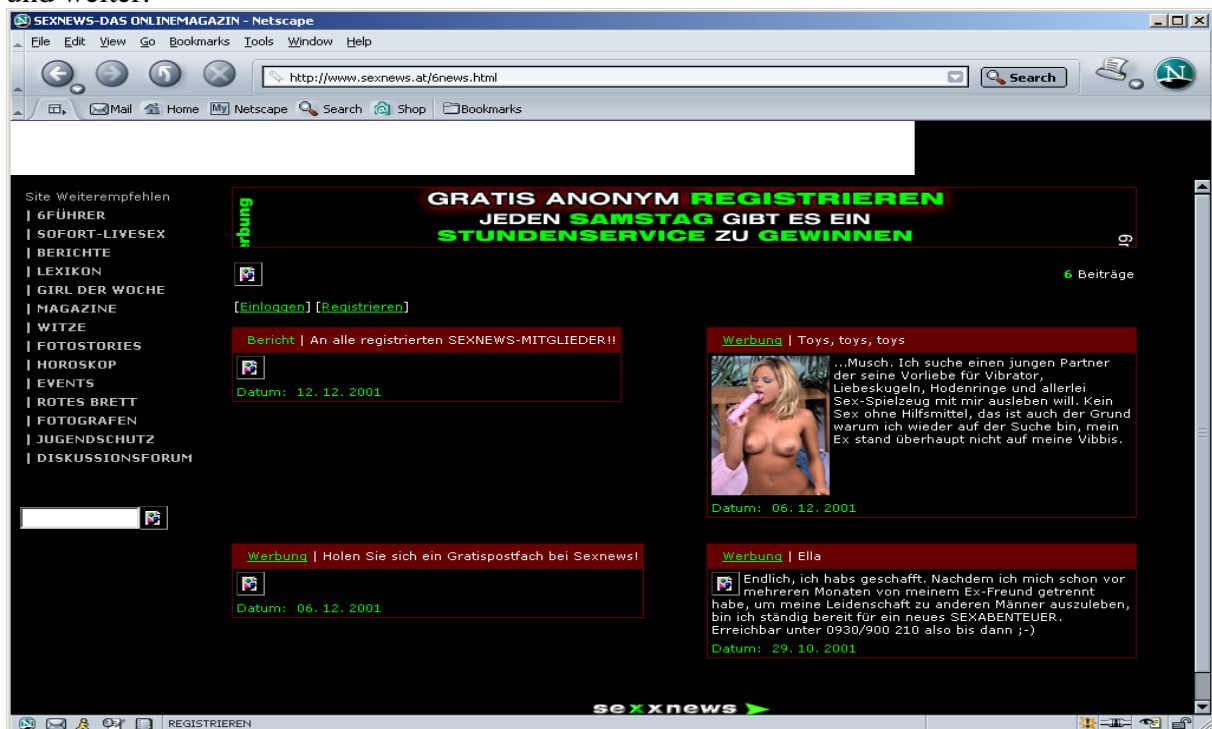 und weiter:
SEXNEWS-DAS ONLINEMAGAZIN - Netscape
File Edit View Go Bookmarks Tools Window Help
http://www.sexnews.at/6news.html
Search
Mail Home My Netscape Search Shop Bookmarks
Site Weiterempfehlen
| 6FÜHRER
| SOFORT-LIVESEX
| BERICHTE
| LEXIKON
| GIRL DER WOCHE
| MAGAZINE
| WITZE
| FOTOSTORIES
| HOROSKOP
| EVENTS
| ROTES BRETT
| FOTOGRAFEN
| JUGENDSCHUTZ
| DISKUSSIONSFORUM
GRATIS ANONYM REGISTRIEREN
JEDEN SAMSTAG GIBT ES EIN
STUNDENSERVICE ZU GEWINNEN
6 Beiträge
[Einloggen] [Registrieren]
Bericht | An alle registrierten SEXNEWS-MITGLIEDER!!
Datum: 12. 12. 2001
Werbung | Toys, toys, toys
...Musch. Ich suche einen jungen Partner
der seine Vorliebe für Vibrator,
Liebeskugeln, Hodenringe und allerlei
Sex-Spielzeug mit mir ausleben will. Kein
Sex ohne Hilfsmittel, das ist auch der Grund
warum ich wieder auf der Suche bin, mein
Ex stand überhaupt nicht auf meine Vibbis.
Datum: 06. 12. 2001
Werbung | Holen Sie sich ein Gratispostfach bei Sexnews!
Datum: 06. 12. 2001
Werbung | Ella
Endlich, ich habs geschafft. Nachdem ich mich schon vor
mehreren Monaten von meinem Ex-Freund getrennt
habe, um meine Leidenschaft zu anderen Männer auszuleben,
bin ich ständig bereit für ein neues SEXABENTEUER.
Erreichbar unter 0930/900 210 also bis dann ;-)
Datum: 29. 10. 2001
sexxnews
REGISTRIEREN